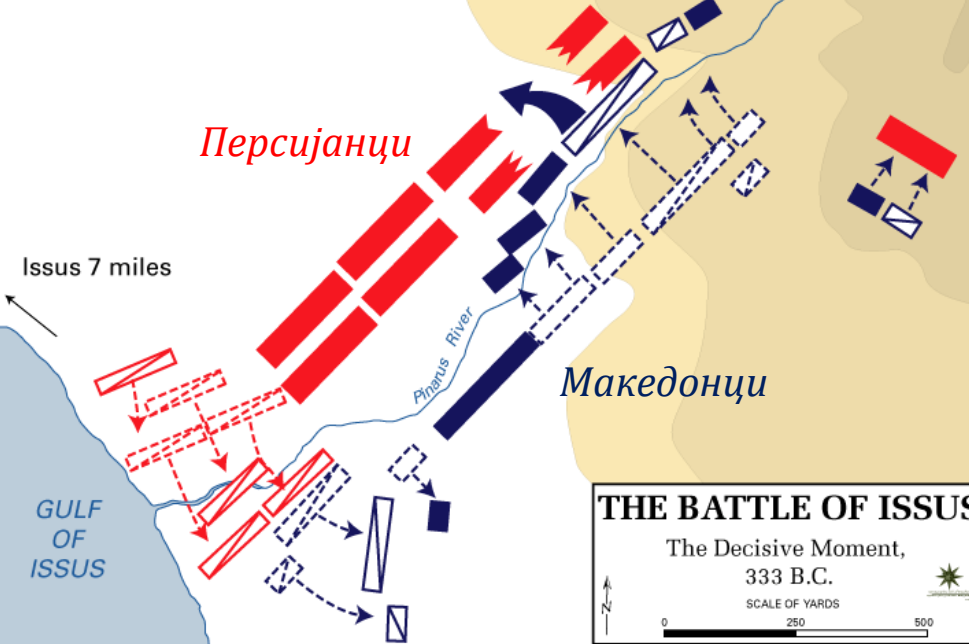 Персијанци
Issus 7 miles
Pinarus River
Македонци
GULF
OF
ISSUS
THE BATTLE OF ISSUS
The Decisive Moment,
333 B.C.
SCALE OF YARDS
N
0 250 500